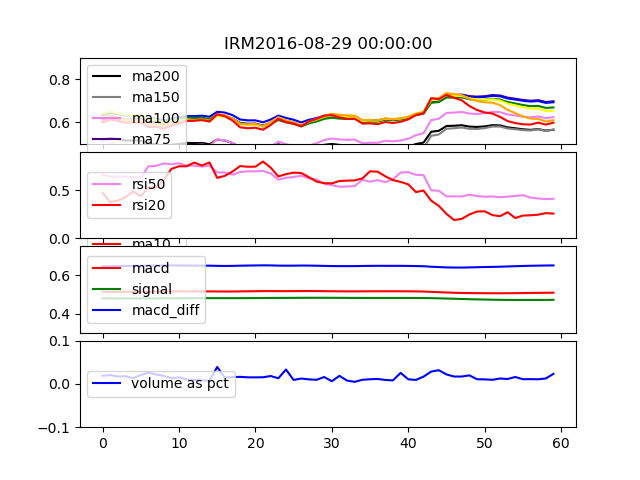 IRM2016-08-29 00:00:00
0.8
0.6
ma200
ma150
ma100
ma75
0.5
0.0
rsi50
rsi20
ma10
0.6
0.4
macd
signal
macd_diff
0.1
0.0
−0.1
volume as pct
0 10 20 30 40 50 60